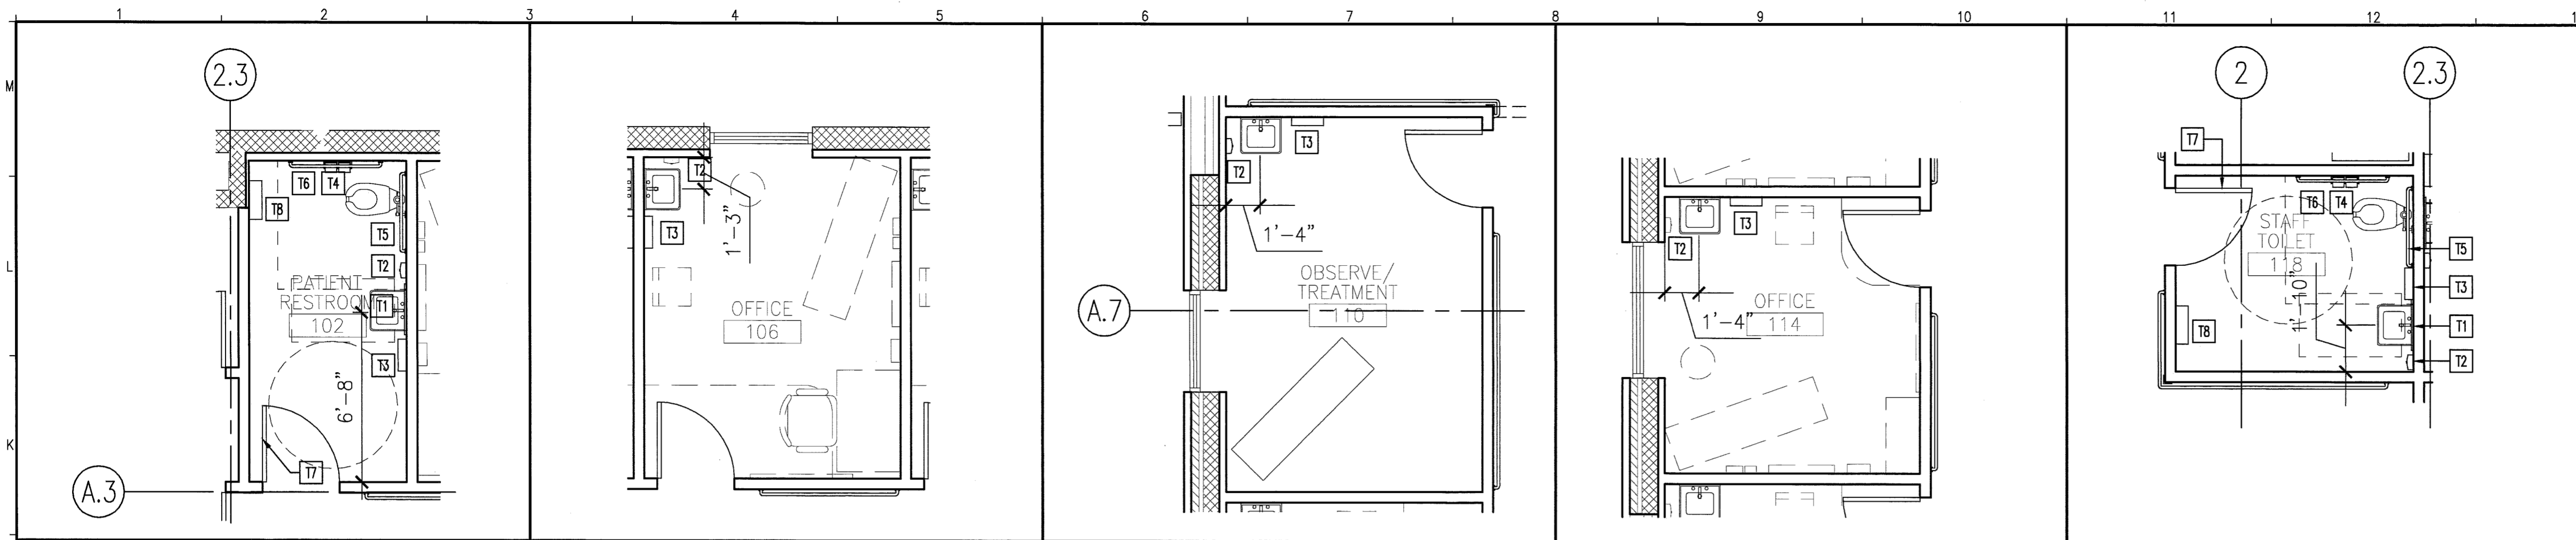 1 2 3 4 5 6 7 8 9 10 11 12
M
L
K
2.3
T6 T4
T8
T5
T2
PATIENT
RESTROOM
T1
102
T3
6'-8"
T7
A.3
T2
T3
1'-3"
OFFICE
106
T3
T2
1'-4"
OBSERVE/
TREATMENT
110
A.7
T3
T2
OFFICE
1'-4"
114
2
2.3
T7
T6 T4
STAFF
TOILET
118
T5
T3
1'-10"
T1
T8
T2